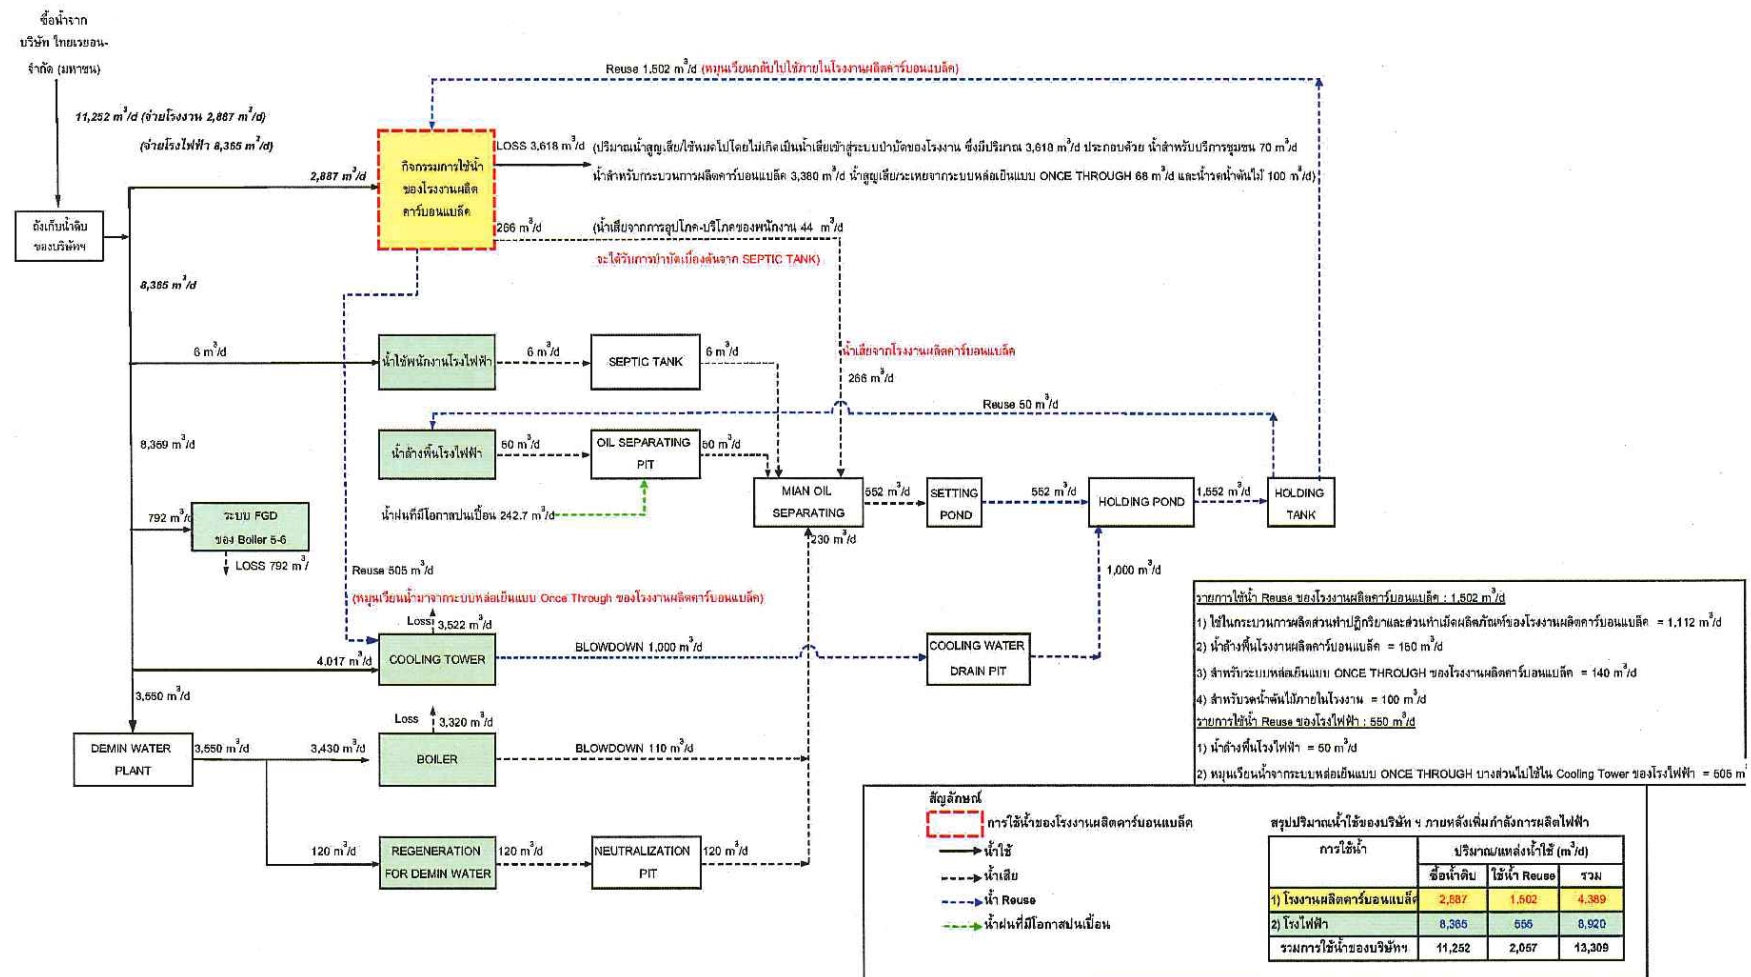 ซื้อน้ำจาก
บริษัท ไทยเรยอน-
จำกัด (มหาชน)
11,252 m³/d (จ่ายโรงงาน 2,887 m³/d)
(จ่ายโรงไฟฟ้า 8,365 m³/d)
ถังเก็บน้ำดิบ
ของบริษัทฯ
2,887 m³/d
8,365 m³/d
Reuse 1,502 m³/d (หมุนเวียนกลับไปใช้ภายในโรงงานผลิตคาร์บอนแบล็ค)
กิจกรรมการใช้น้ำ
ของโรงงานผลิต
คาร์บอนแบล็ค
LOSS 3,618 m³/d (ปริมาณน้ำสูญเสีย/ใช้หมดไปโดยไม่เกิดเป็นน้ำเสียเข้าสู่ระบบบำบัดของโรงงาน ซึ่งมีปริมาณ 3,618 m³/d ประกอบด้วย น้ำสำหรับบริการชุมชน 70 m³/d
น้ำสำหรับกระบวนการผลิตคาร์บอนแบล็ค 3,380 m³/d น้ำสูญเสีย/ระเหยจากระบบหล่อเย็นแบบ ONCE THROUGH 68 m³/d และน้ำรดน้ำต้นไม้ 100 m³/d)
266 m³/d (น้ำเสียจากการอุปโภค-บริโภคของพนักงาน 44 m³/d
จะได้รับการบำบัดเบื้องต้นจาก SEPTIC TANK)
6 m³/d
น้ำใช้พนักงานโรงไฟฟ้า
6 m³/d
SEPTIC TANK
6 m³/d
น้ำเสียจากโรงงานผลิตคาร์บอนแบล็ค
266 m³/d
Reuse 50 m³/d
8,359 m³/d
น้ำล้างพื้นโรงไฟฟ้า
50 m³/d
OIL SEPARATING
PIT
50 m³/d
น้ำฝนที่มีโอกาสปนเปื้อน 242.7 m³/d
MIAN OIL
SEPARATING
552 m³/d
SETTING
POND
552 m³/d
HOLDING POND
1,552 m³/d
HOLDING
TANK
230 m³/d
792 m³/d
ระบบ FGD
ของ Boiler 5-6
LOSS 792 m³/
Reuse 505 m³/d
(หมุนเวียนน้ำมาจากระบบหล่อเย็นแบบ Once Through ของโรงงานผลิตคาร์บอนแบล็ค)
Loss 3,522 m³/d
4,017 m³/d
COOLING TOWER
BLOWDOWN 1,000 m³/d
COOLING WATER
DRAIN PIT
1,000 m³/d
3,550 m³/d
DEMIN WATER
PLANT
3,550 m³/d
3,430 m³/d
Loss 3,320 m³/d
BOILER
BLOWDOWN 110 m³/d
120 m³/d
REGENERATION
FOR DEMIN WATER
120 m³/d
NEUTRALIZATION
PIT
120 m³/d
รายการใช้น้ำ Reuse ของโรงงานผลิตคาร์บอนแบล็ค : 1,502 m³/d
1) ใช้ในกระบวนการผลิตส่วนทำปฏิกริยาและส่วนทำเม็ดผลิตภัณฑ์ของโรงงานผลิตคาร์บอนแบล็ค = 1,112 m³/d
2) น้ำล้างพื้นโรงงานผลิตคาร์บอนแบล็ค = 150 m³/d
3) สำหรับระบบหล่อเย็นแบบ ONCE THROUGH ของโรงงานผลิตคาร์บอนแบล็ค = 140 m³/d
4) สำหรับรดน้ำต้นไม้ภายในโรงงาน = 100 m³/d
รายการใช้น้ำ Reuse ของโรงไฟฟ้า : 550 m³/d
1) น้ำล้างพื้นโรงไฟฟ้า = 50 m³/d
2) หมุนเวียนน้ำจากระบบหล่อเย็นแบบ ONCE THROUGH บางส่วนไปใช้ใน Cooling Tower ของโรงไฟฟ้า = 505 m
สัญลักษณ์
การใช้น้ำของโรงงานผลิตคาร์บอนแบล็ค
น้ำใช้
น้ำเสีย
น้ำ Reuse
น้ำฝนที่มีโอกาสปนเปื้อน
สรุปปริมาณน้ำใช้ของบริษัท ฯ ภายหลังเพิ่มกำลังการผลิตไฟฟ้า
การใช้น้ำ ปริมาณ/แหล่งน้ำใช้ (m³/d)
ซื้อน้ำดิบ ใช้น้ำ Reuse รวม
1) โรงงานผลิตคาร์บอนแบล็ค 2,887 1,502 4,389
2) โรงไฟฟ้า 8,365 555 8,920
รวมการใช้น้ำของบริษัทฯ 11,252 2,057 13,309